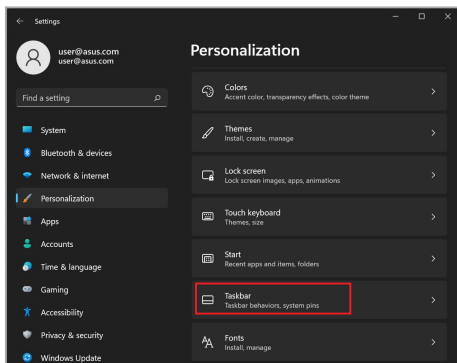 Settings
user@asus.com
user@asus.com
Find a setting
System
Bluetooth & devices
Network & internet
Personalization
Apps
Accounts
Time & language
Gaming
Accessibility
Privacy & security
Windows Update
Personalization
Colors
Accent color, transparency effects, color theme
Themes
Install, create, manage
Lock screen
Lock screen images, apps, animations
Touch keyboard
Themes, size
Start
Recent apps and items, folders
Taskbar
Taskbar behaviors, system pins
Fonts
Install, manage